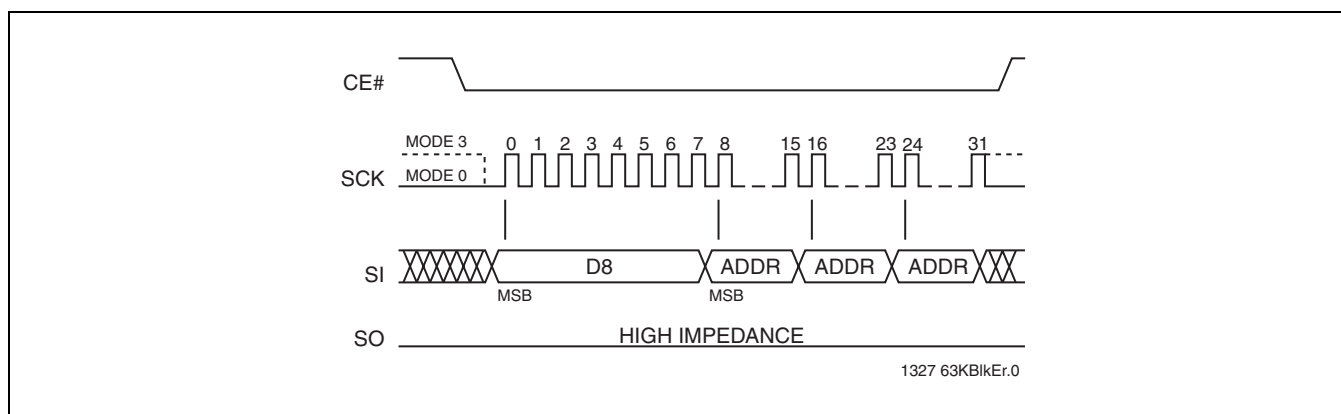 CE#
MODE 3
0 1 2 3 4 5 6 7 8 15 16 23 24 31
SCK MODE 0
SI D8 ADDR ADDR ADDR
MSB MSB
SO HIGH IMPEDANCE
1327 63KBlkEr.0